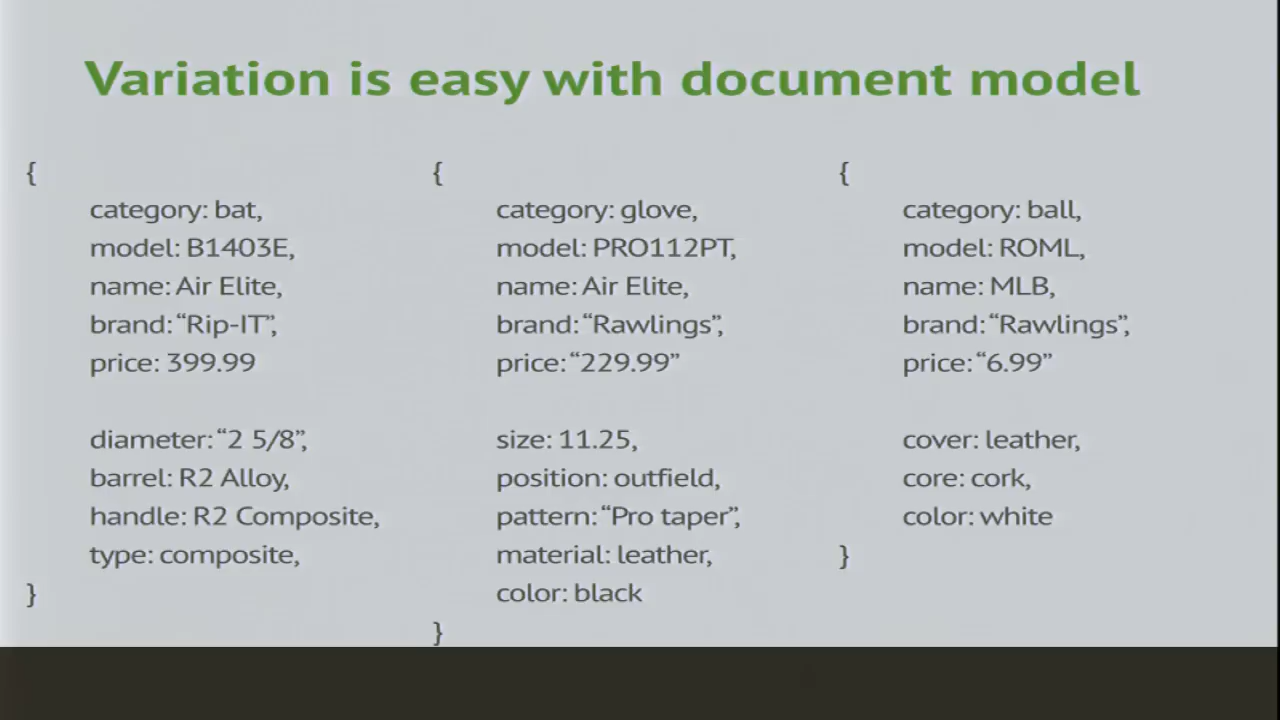 Variation is easy with document model
{
category: bat,
model: B1403E,
name: Air Elite,
brand: “Rip-IT”,
price: 399.99
diameter: “2 5/8”,
barrel: R2 Alloy,
handle: R2 Composite,
type: composite,
}
{
category: glove,
model: PRO112PT,
name: Air Elite,
brand: “Rawlings”,
price: “229.99”
size: 11.25,
position: outfield,
pattern: “Pro taper”,
material: leather,
color: black
}
{
category: ball,
model: ROML,
name: MLB,
brand: “Rawlings”,
price: “6.99”
cover: leather,
core: cork,
color: white
}